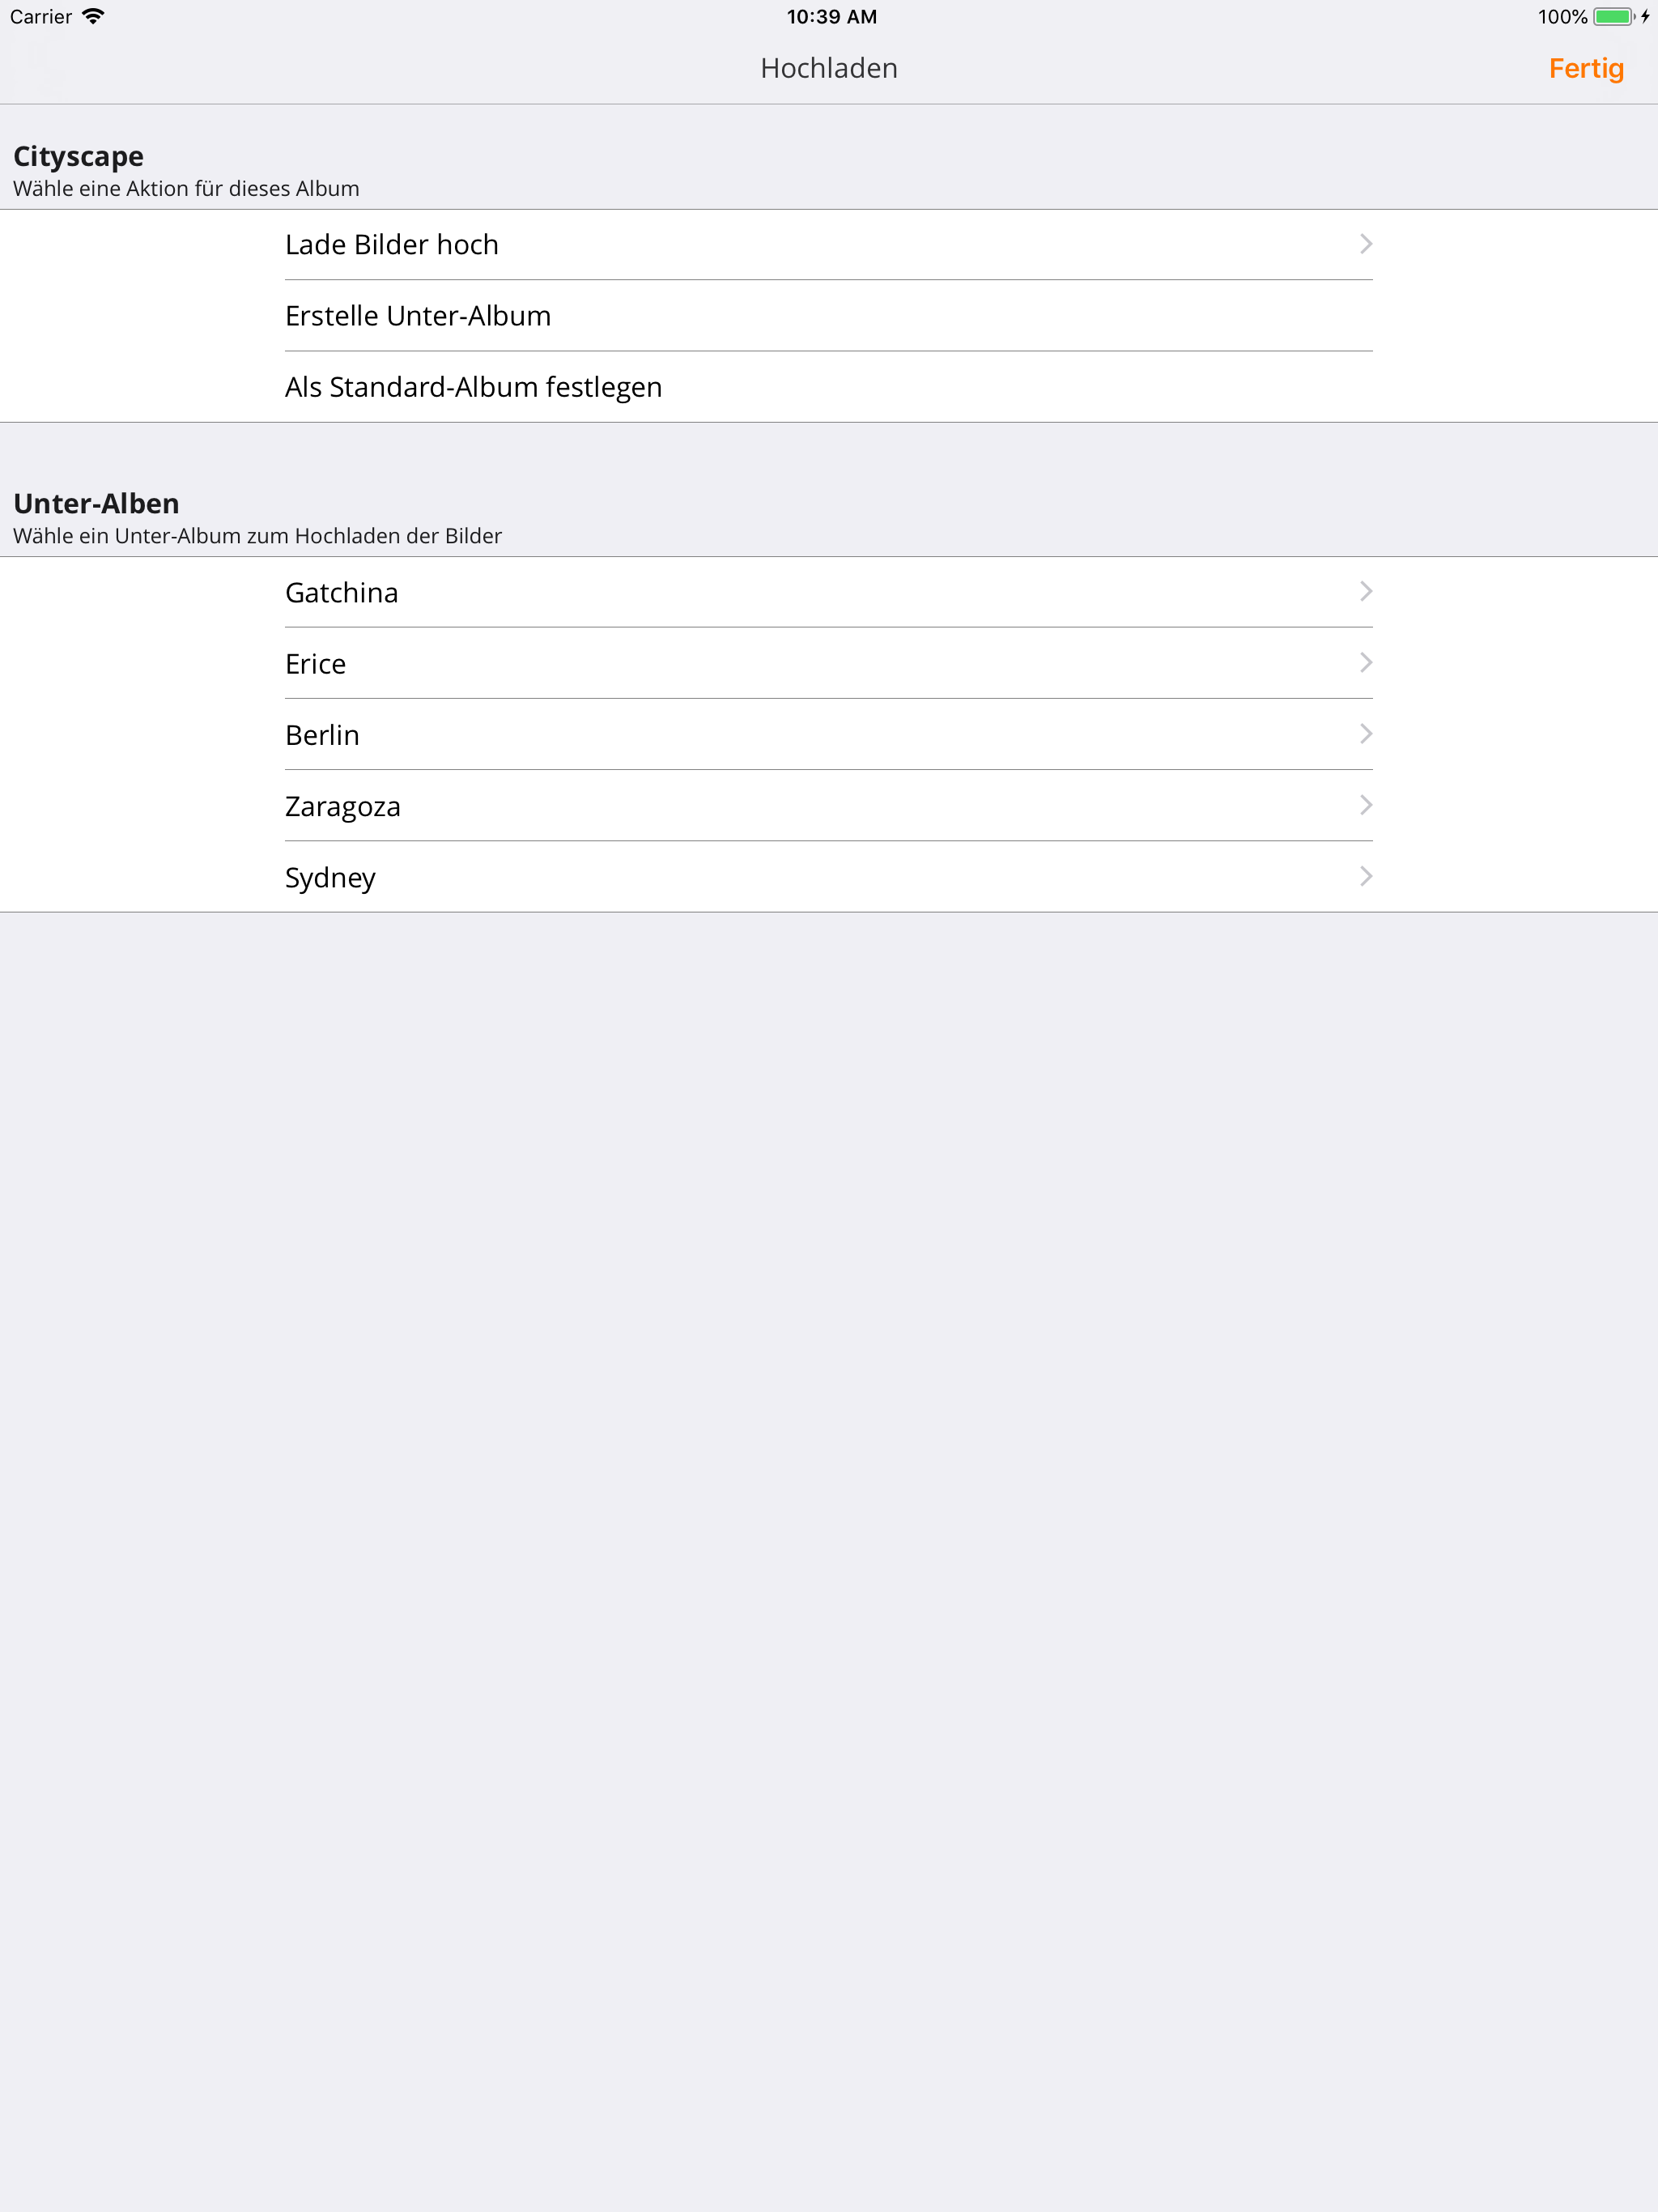 Carrier
10:39 AM
100%
Hochladen
Fertig
Cityscape
Wähle eine Aktion für dieses Album
Lade Bilder hoch
Erstelle Unter-Album
Als Standard-Album festlegen
Unter-Alben
Wähle ein Unter-Album zum Hochladen der Bilder
Gatchina
Erice
Berlin
Zaragoza
Sydney